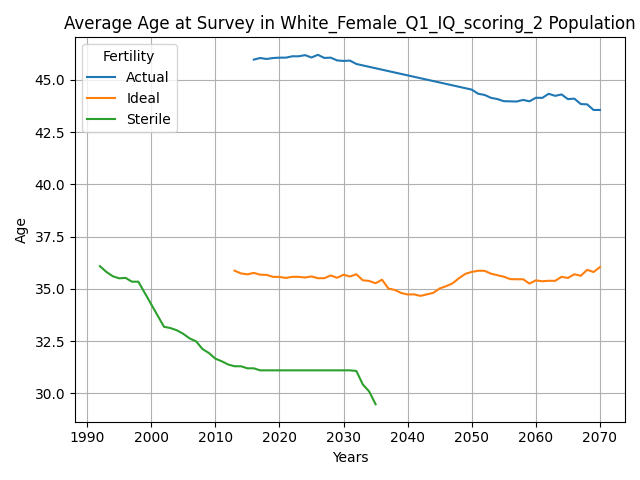 Average Age at Survey in White_Female_Q1_IQ_scoring_2 Population
Fertility
Actual
Ideal
Sterile
45.0
42.5
40.0
37.5
35.0
32.5
30.0
Age
1990 2000 2010 2020 2030 2040 2050 2060 2070
Years